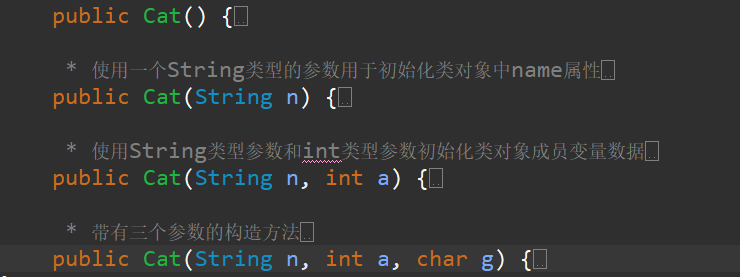 public Cat() {
* 使用一个String类型的参数用于初始化类对象中name属性
public Cat(String n) {
* 使用String类型参数和int类型参数初始化类对象成员变量数据
public Cat(String n, int a) {
* 带有三个参数的构造方法
public Cat(String n, int a, char g) {